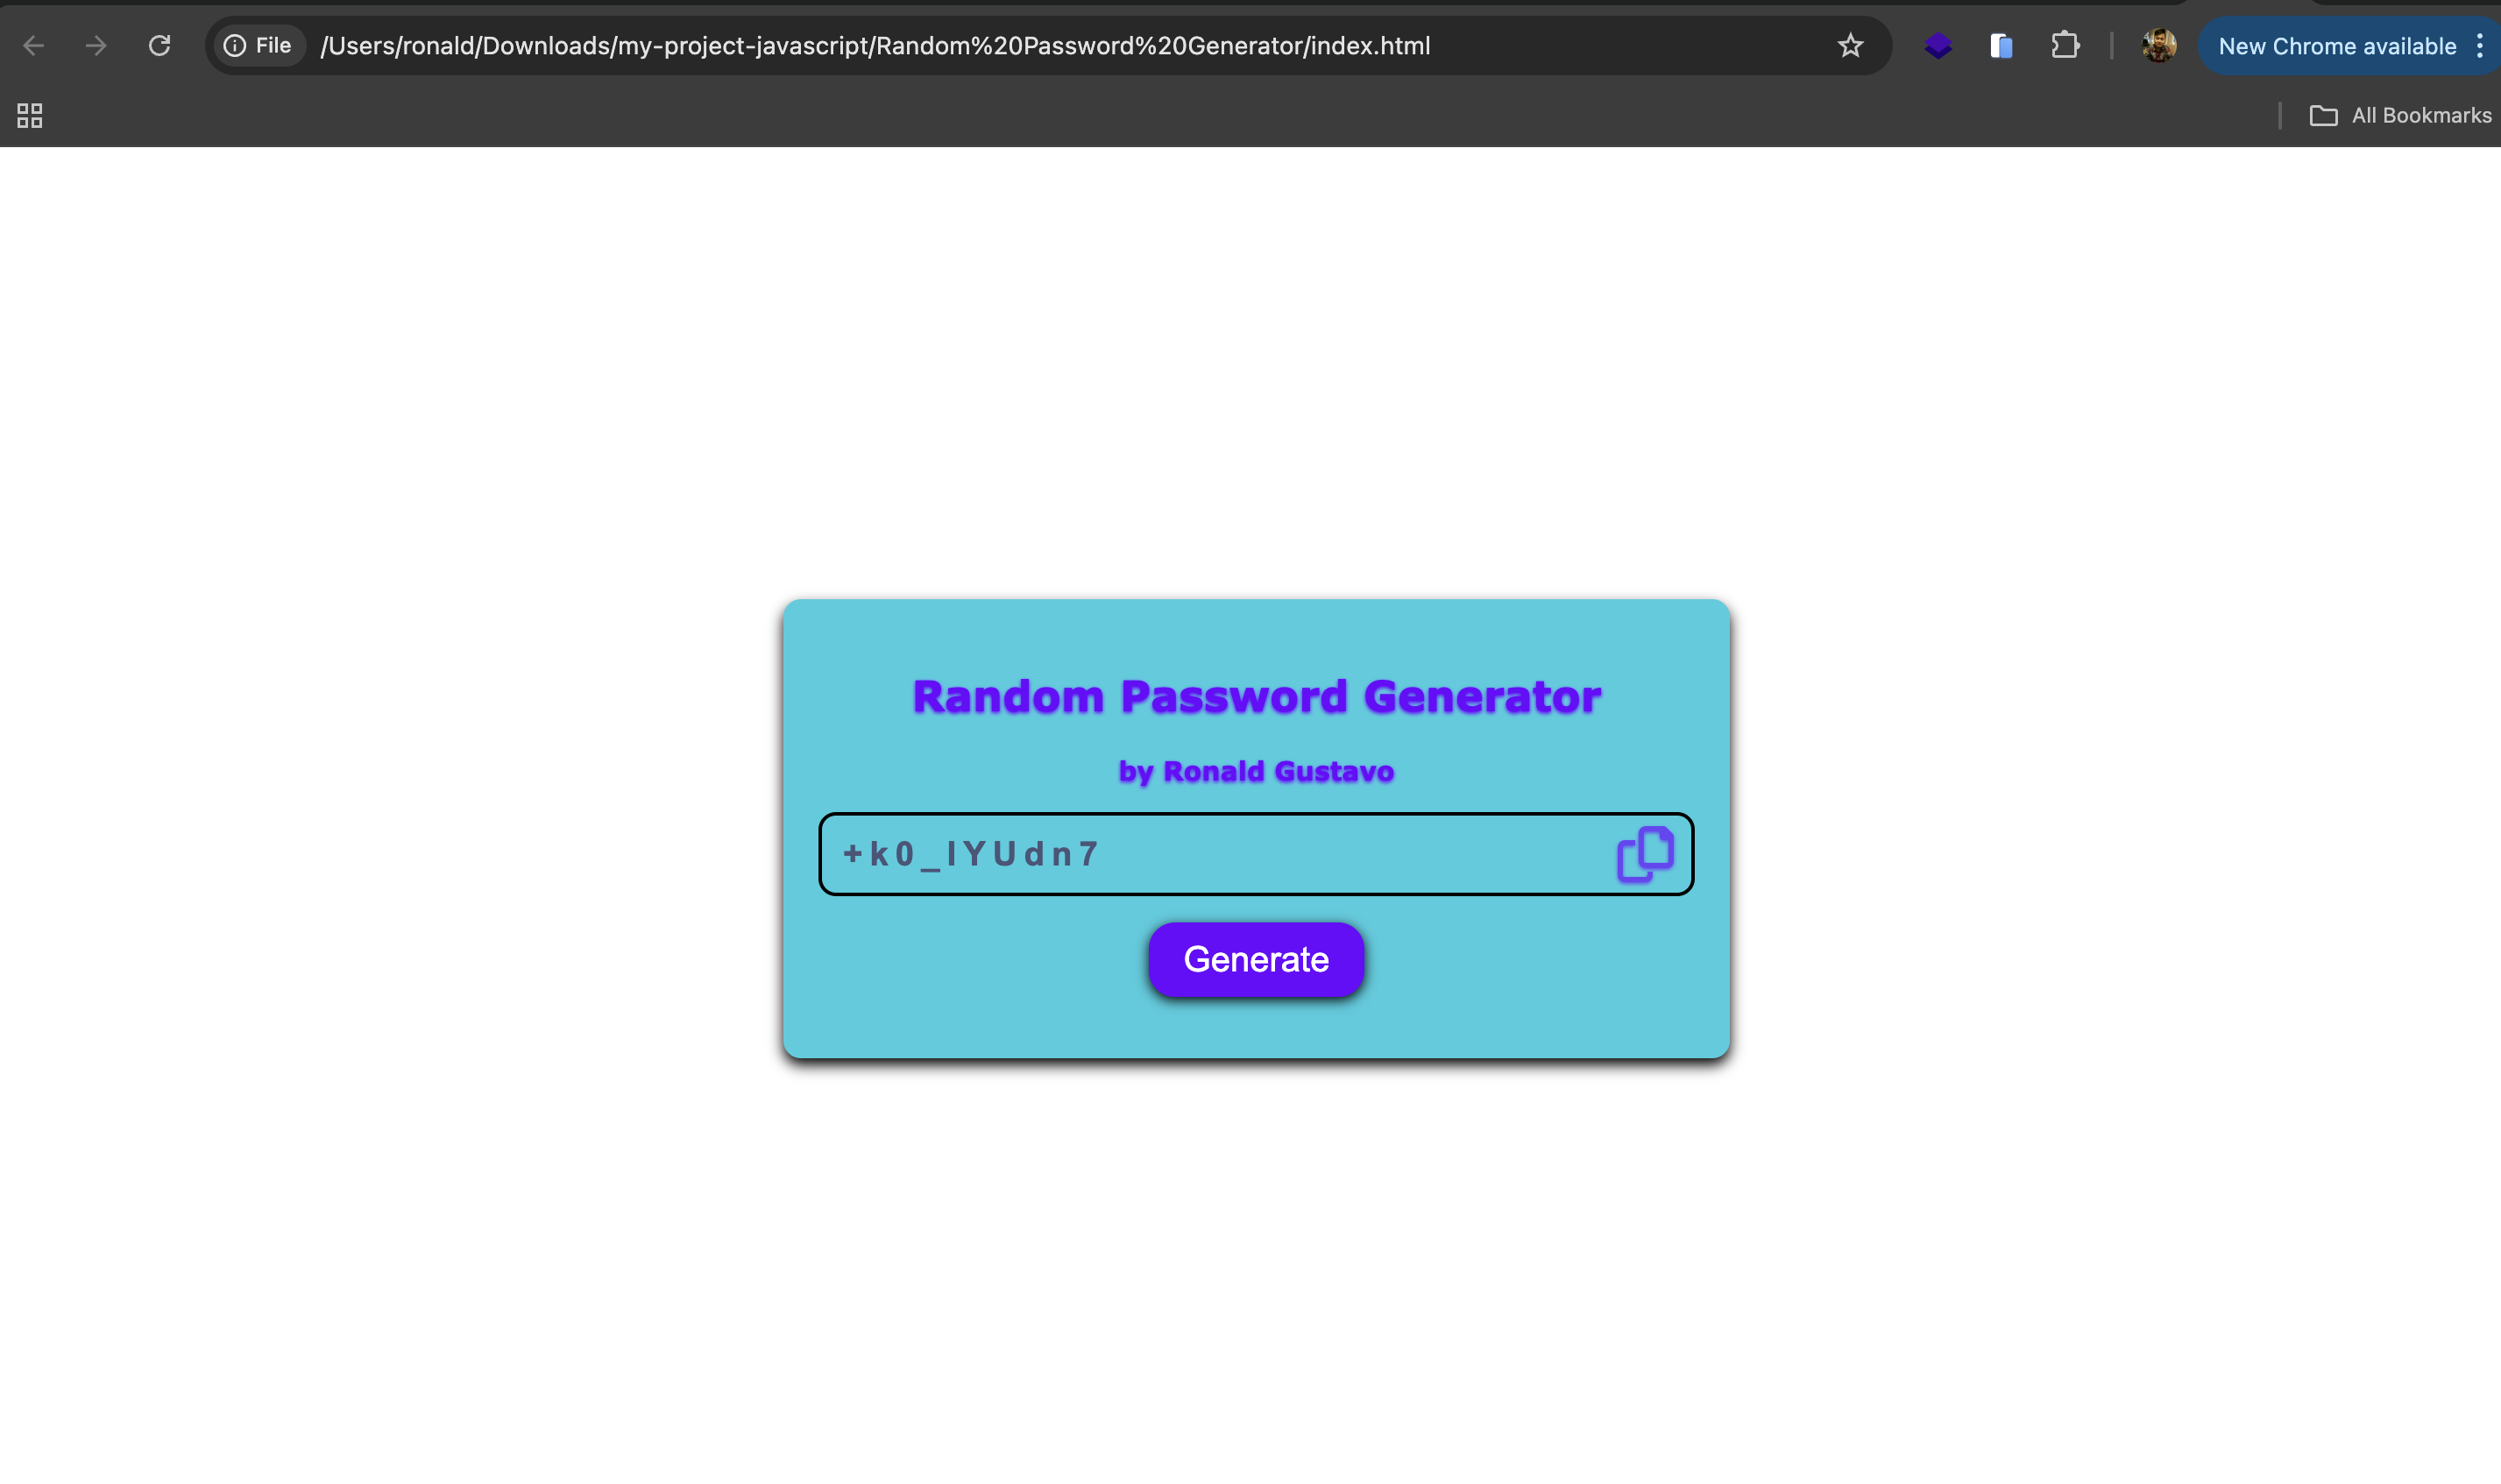 File
/Users/ronald/Downloads/my-project-javascript/Random%20Password%20Generator/index.html
New Chrome available
All Bookmarks
Random Password Generator
by Ronald Gustavo
+k0_lYUdn7
Generate